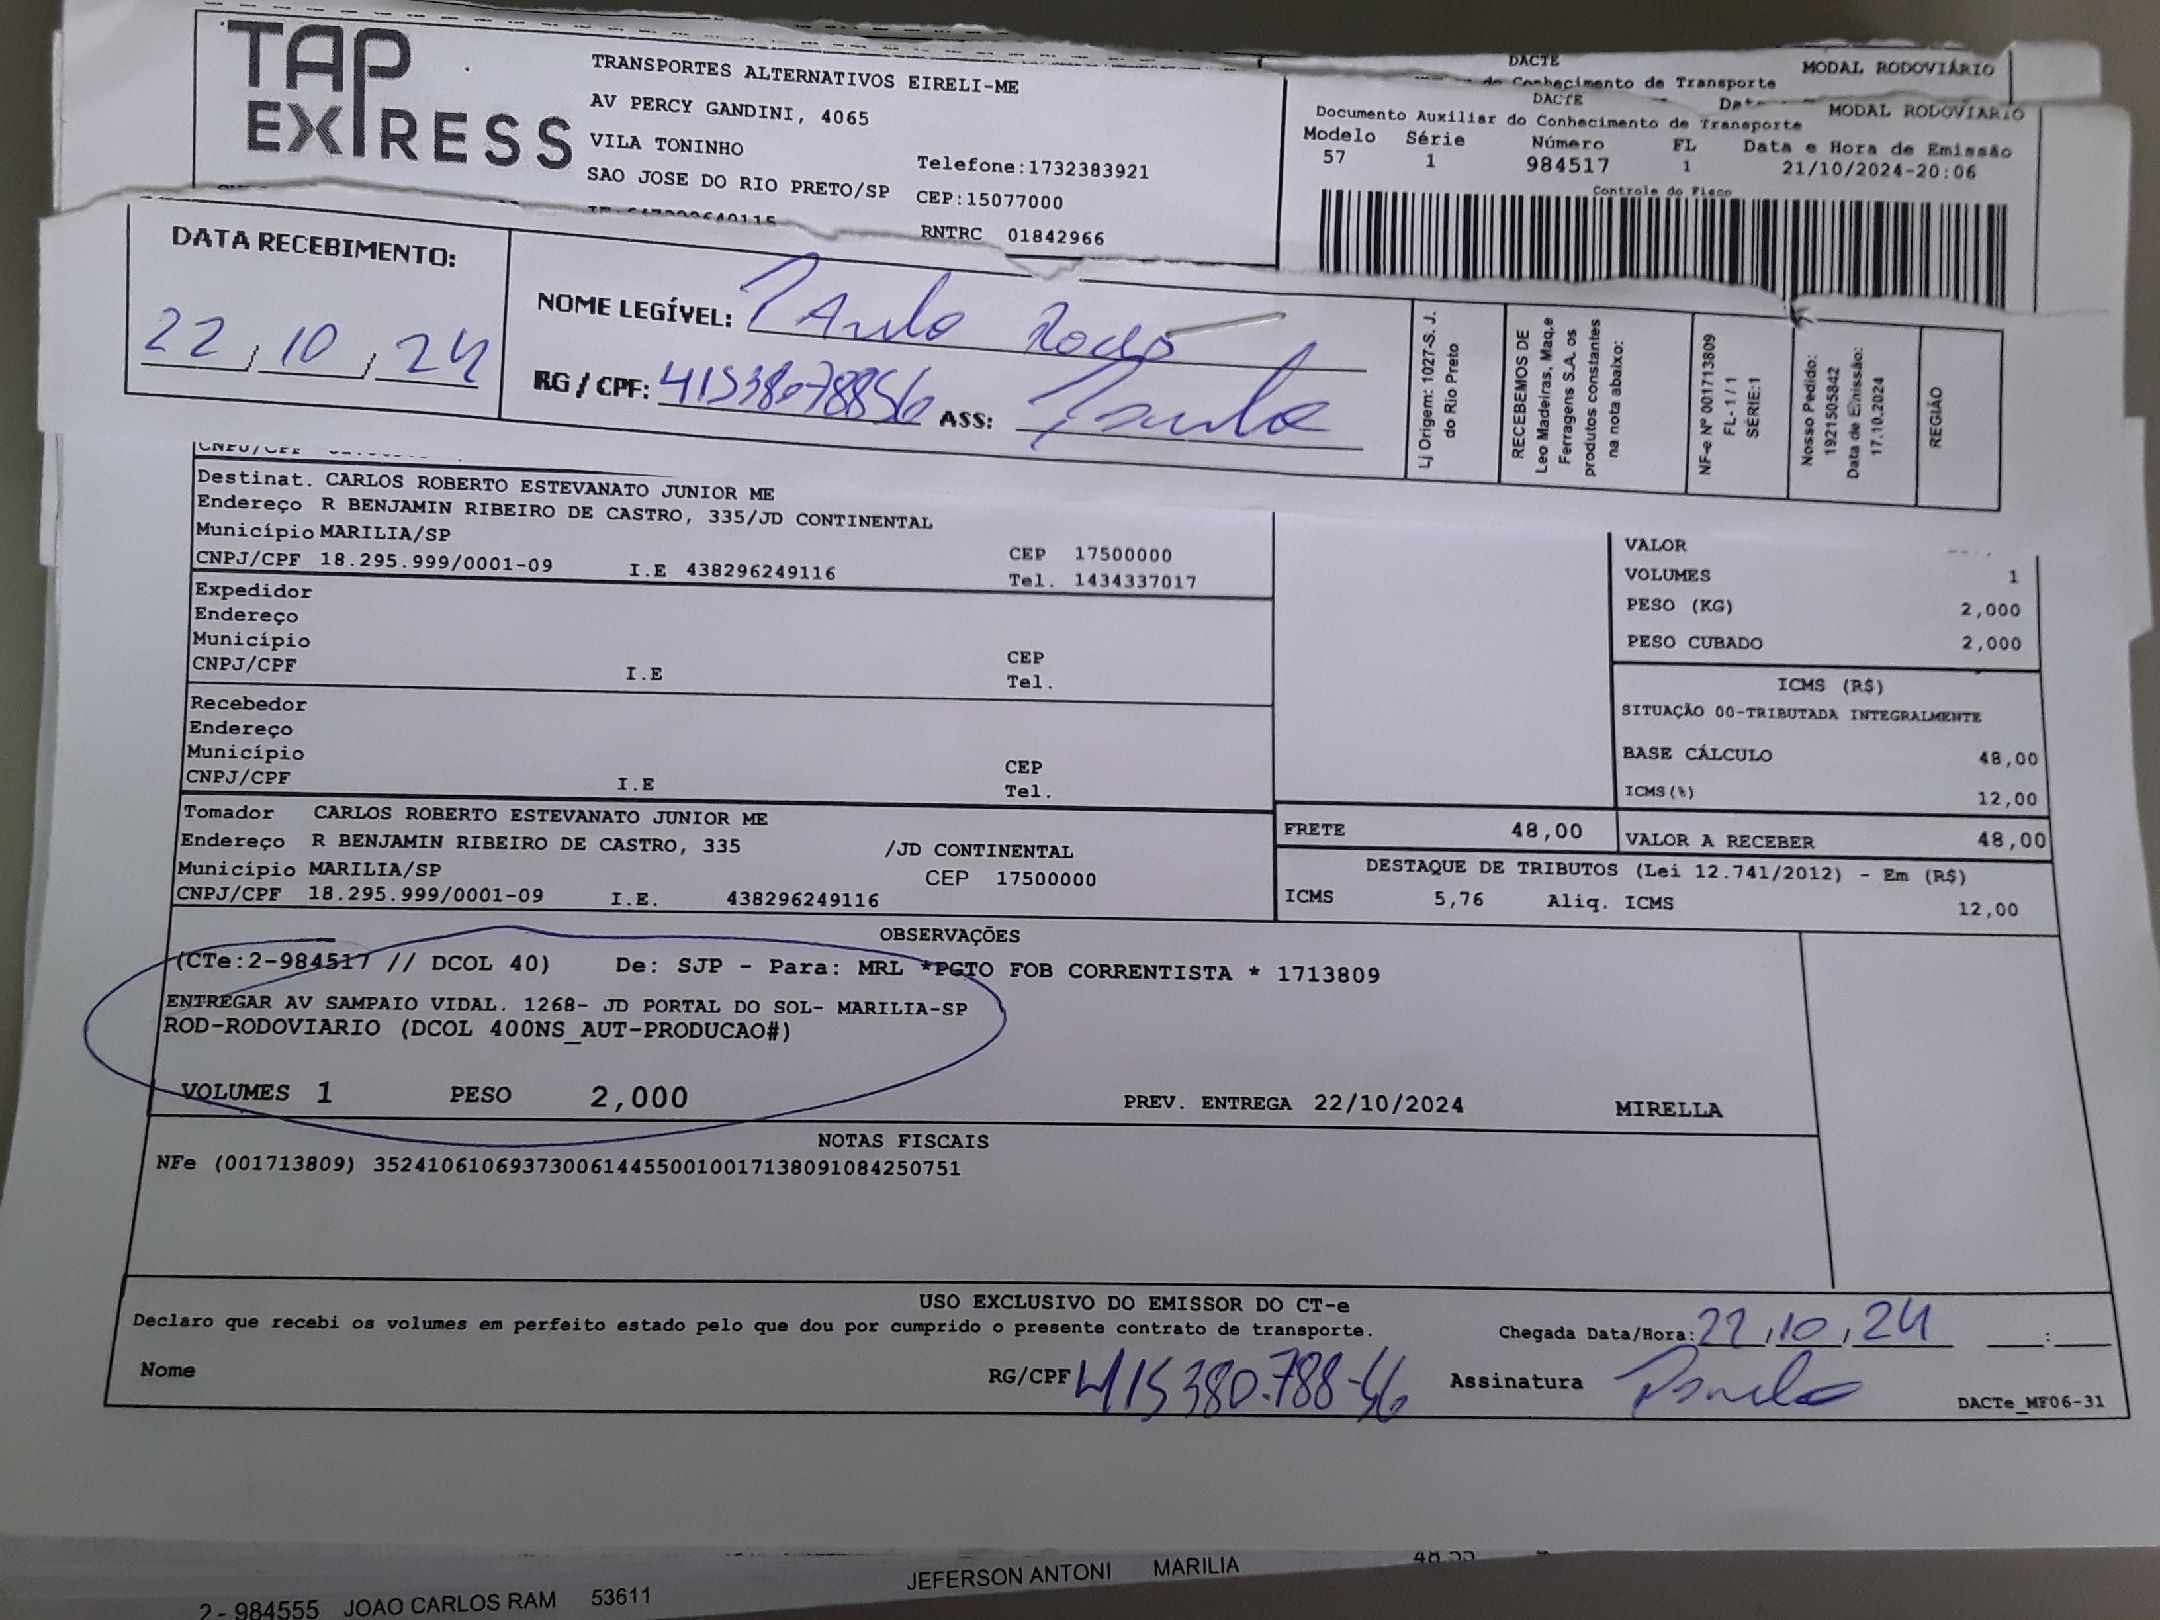 TAP EXPRESS
TRANSPORTES ALTERNATIVOS EIRELI-ME
AV PERCY GANDINI, 4065
VILA TONINHO
Telefone:1732383921
SAO JOSE DO RIO PRETO/SP CEP:15077000
RNTRC 01842966
DACTE MODAL RODOVIÁRIO
do Conhecimento de Transporte
DACTE MODAL RODOVIARIO
Documento Auxiliar do Conhecimento de Transporte
Modelo Série Número FL Data e Hora de Emissão
57 1 984517 1 21/10/2024-20:06
Controle do Fisco
DATA RECEBIMENTO:
22, 10, 24
NOME LEGÍVEL: Paulo
RG / CPF: 41538078856 ASS: Paulo
Lj Origem: 1027-S. J.
do Rio Preto
RECEBEMOS DE
Leo Madeiras, Maq.e
Ferragens S.A. os
produtos constantes
na nota abaixo:
NF-e Nº 001713809
FL- 1 / 1
SÉRIE:1
Nosso Pedido:
1921505842
Data de Emissão:
17.10.2024
REGIÃO
CNPJ/CPF
Destinat. CARLOS ROBERTO ESTEVANATO JUNIOR ME
Endereço R BENJAMIN RIBEIRO DE CASTRO, 335/JD CONTINENTAL
Município MARILIA/SP CEP 17500000
CNPJ/CPF 18.295.999/0001-09 I.E 438296249116 Tel. 1434337017
Expedidor
Endereço
Município CEP
CNPJ/CPF I.E Tel.
Recebedor
Endereço
Município CEP
CNPJ/CPF I.E Tel.
Tomador CARLOS ROBERTO ESTEVANATO JUNIOR ME
Endereço R BENJAMIN RIBEIRO DE CASTRO, 335 /JD CONTINENTAL
Município MARILIA/SP CEP 17500000
CNPJ/CPF 18.295.999/0001-09 I.E. 438296249116
VALOR
VOLUMES 1
PESO (KG) 2,000
PESO CUBADO 2,000
ICMS (R$)
SITUAÇÃO 00-TRIBUTADA INTEGRALMENTE
BASE CÁLCULO 48,00
ICMS(%) 12,00
FRETE 48,00 VALOR A RECEBER 48,00
DESTAQUE DE TRIBUTOS (Lei 12.741/2012) - Em (R$)
ICMS 5,76 Aliq. ICMS 12,00
OBSERVAÇÕES
(CTe:2-984517 // DCOL 40) De: SJP - Para: MRL *PGTO FOB CORRENTISTA * 1713809
ENTREGAR AV SAMPAIO VIDAL. 1268- JD PORTAL DO SOL- MARILIA-SP
ROD-RODOVIARIO (DCOL 400NS_AUT-PRODUCAO#)
VOLUMES 1 PESO 2,000 PREV. ENTREGA 22/10/2024 MIRELLA
NOTAS FISCAIS
NFe (001713809) 35241061069373006144550010017138091084250751
USO EXCLUSIVO DO EMISSOR DO CT-e
Declaro que recebi os volumes em perfeito estado pelo que dou por cumprido o presente contrato de transporte. Chegada Data/Hora: 22,10,24 :
Nome RG/CPF 415380.788-56 Assinatura Paulo
DACTe_MF06-31
JEFERSON ANTONI MARILIA
2 - 984555 JOAO CARLOS RAM 53611